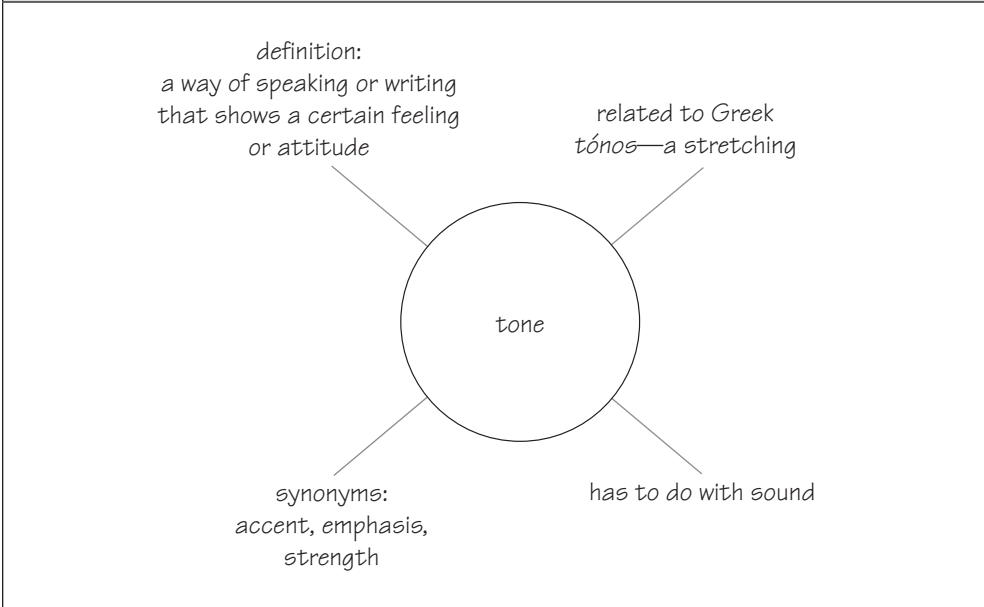 definition:
a way of speaking or writing
that shows a certain feeling
or attitude
related to Greek
tónos—a stretching
tone
synonyms:
accent, emphasis,
strength
has to do with sound